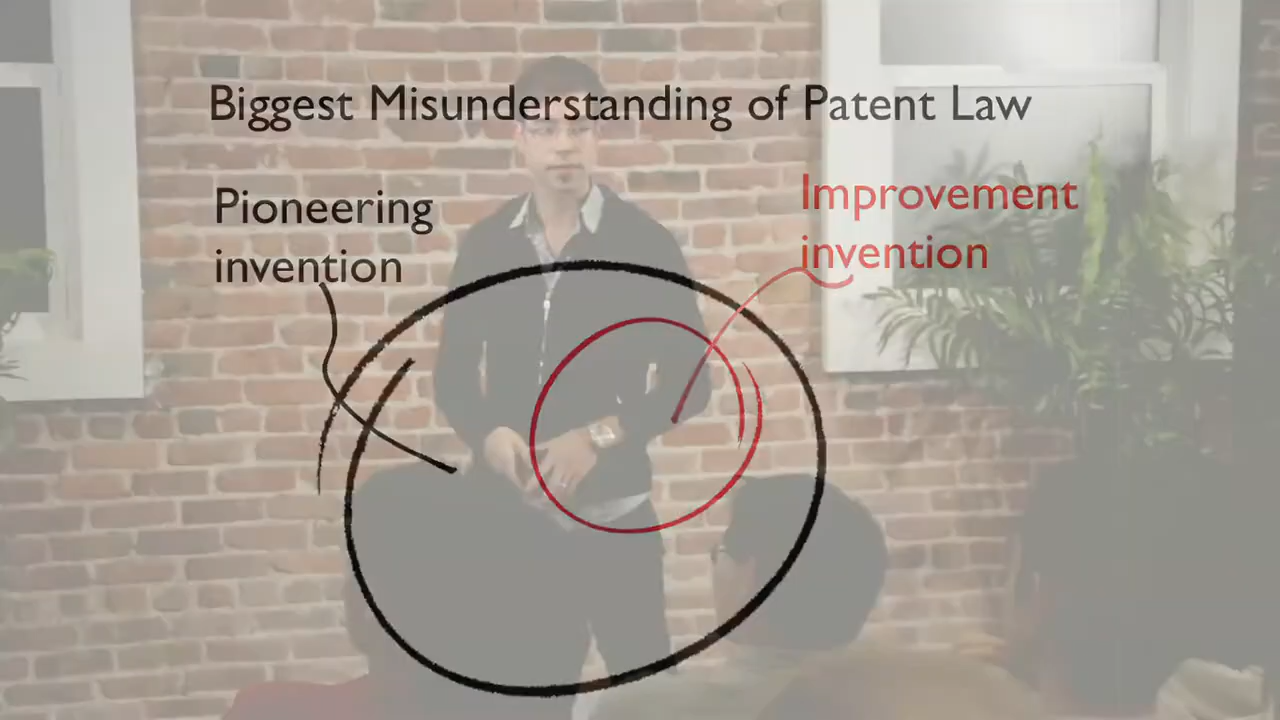 Biggest Misunderstanding of Patent Law
Pioneering
invention
Improvement
invention